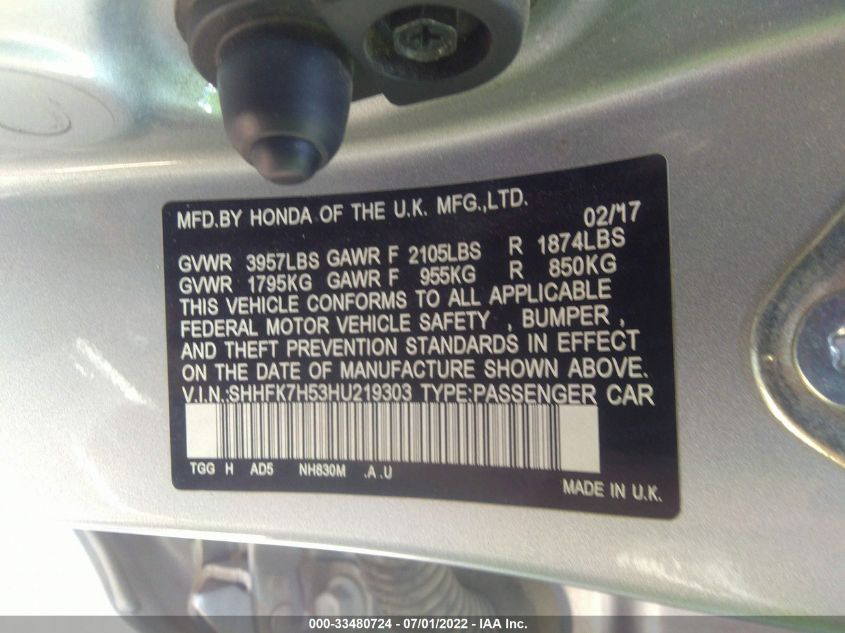 MFD.BY HONDA OF THE U.K. MFG.,LTD. 02/17
GVWR 3957LBS GAWR F 2105LBS R 1874LBS
GVWR 1795KG GAWR F 955KG R 850KG
THIS VEHICLE CONFORMS TO ALL APPLICABLE
FEDERAL MOTOR VEHICLE SAFETY , BUMPER ,
AND THEFT PREVENTION STANDARDS IN EFFECT
ON THE DATE OF MANUFACTURE SHOWN ABOVE.
V.I.N.:SHHFK7H53HU219303 TYPE:PASSENGER CAR
TGG H AD5 NH830M .A .U
MADE IN U.K.
000-33480724 - 07/01/2022 - IAA Inc.